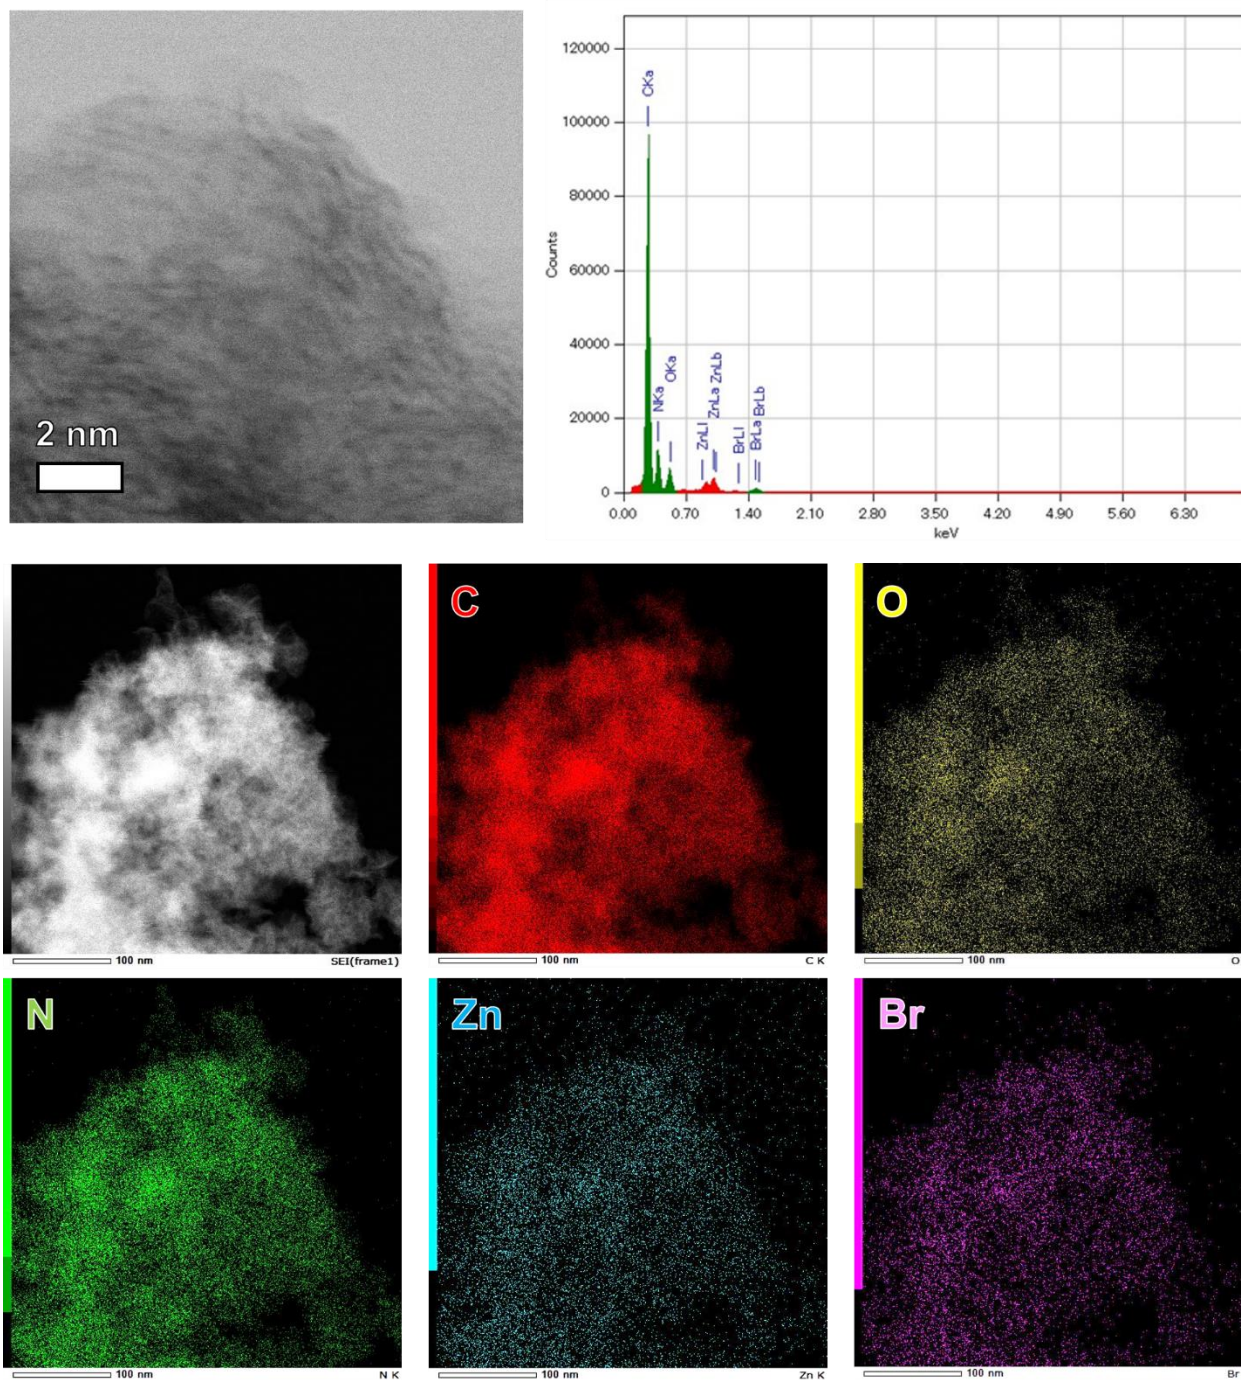 2 nm
120000
100000
80000
60000
40000
20000
0
Counts
CKa
NKa
OKa
ZnLl
ZnLa
ZnLb
BrLl
BrLa
BrLb
0.00 0.70 1.40 2.10 2.80 3.50 4.20 4.90 5.60 6.30
keV
100 nm SEI(frame1)
C
100 nm C K
O
100 nm O
N
100 nm N K
Zn
100 nm Zn K
Br
100 nm Br